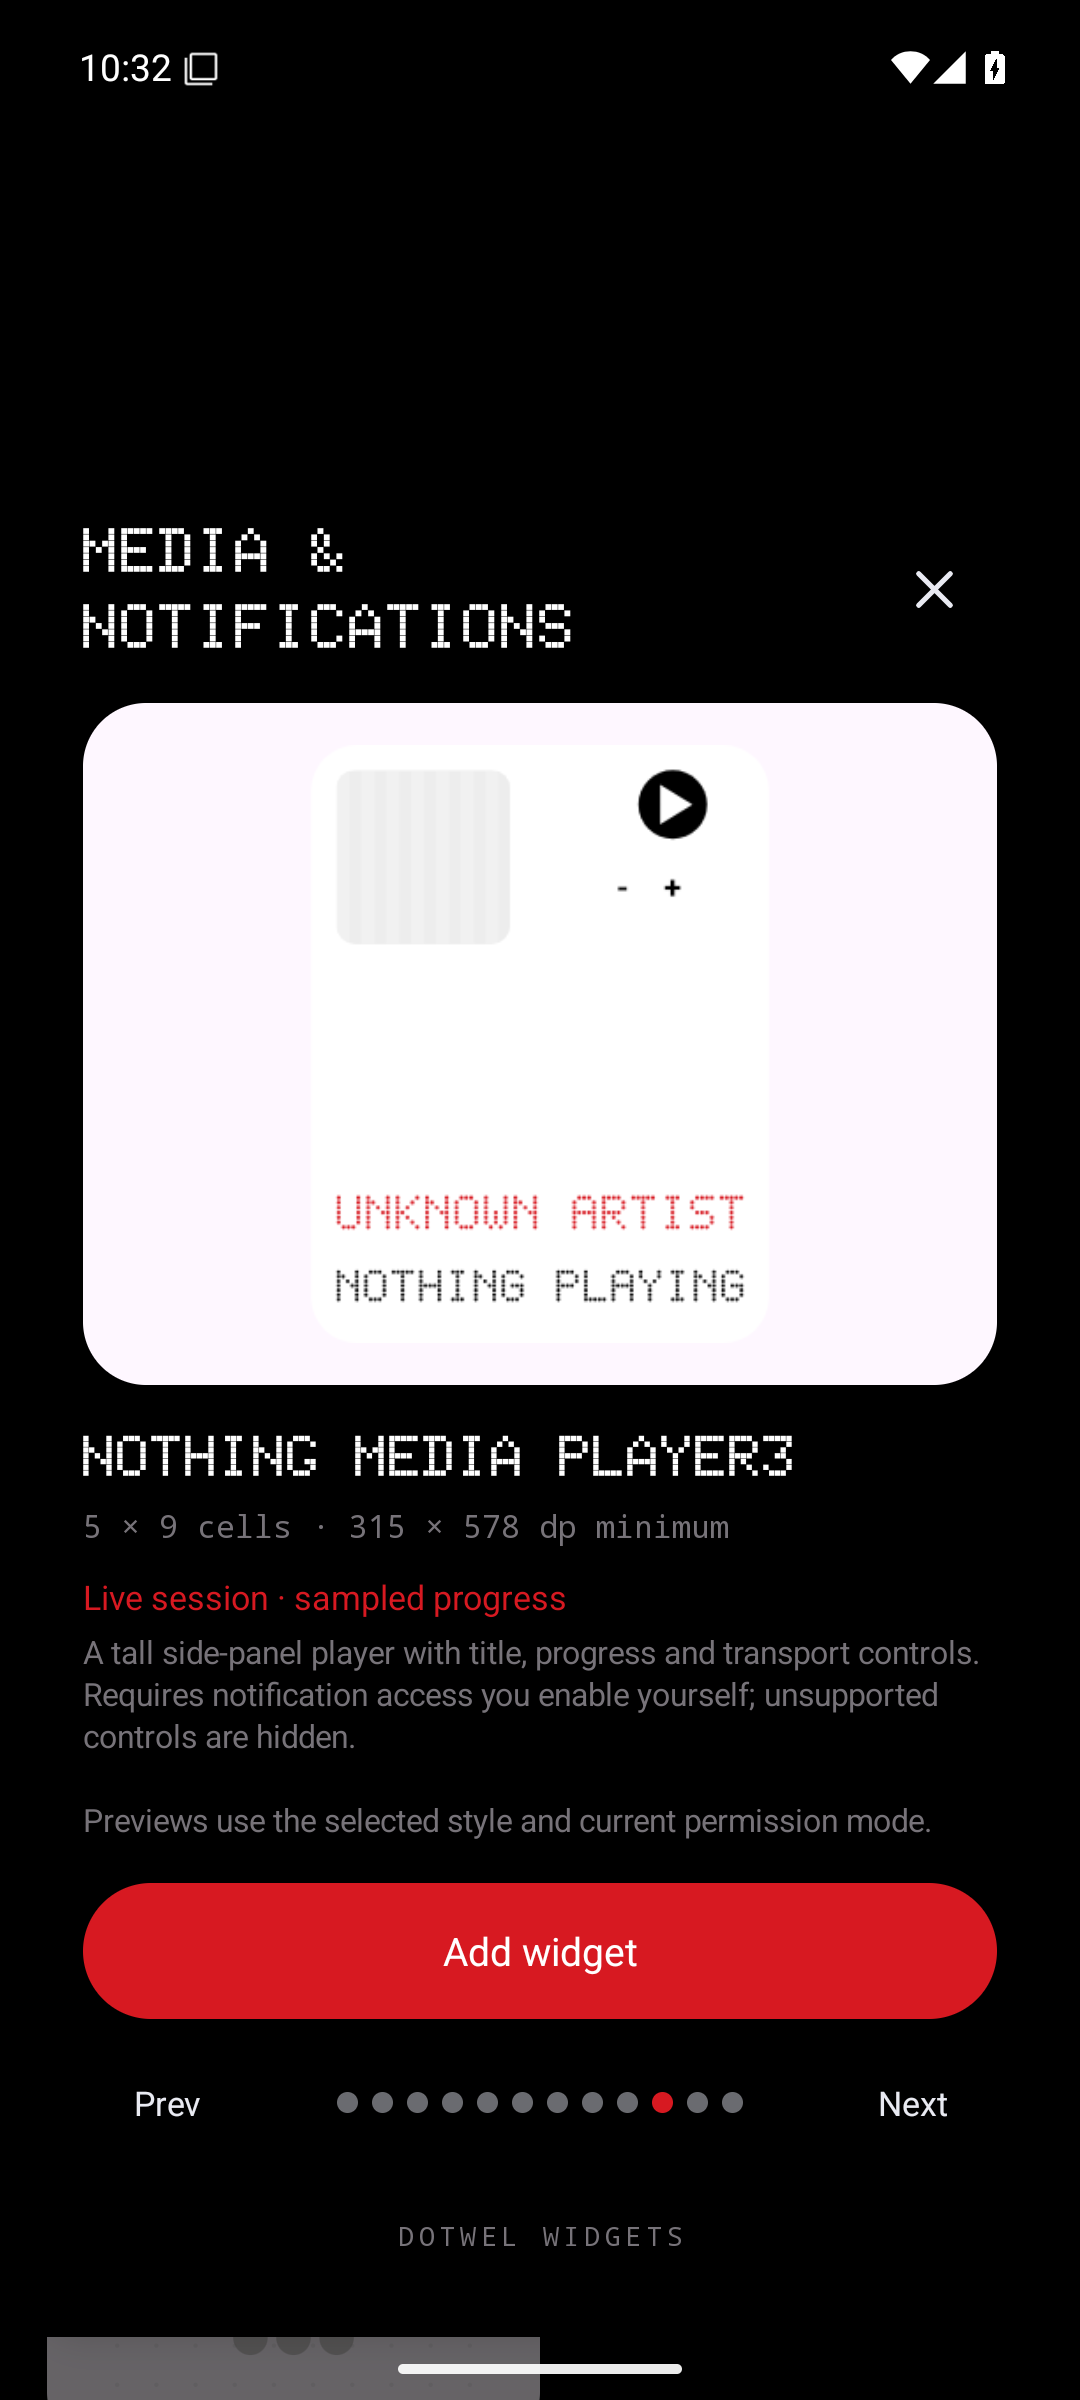 10:32
MEDIA &
NOTIFICATIONS
- +
UNKNOWN ARTIST
NOTHING PLAYING
NOTHING MEDIA PLAYER3
5 × 9 cells · 315 × 578 dp minimum
Live session · sampled progress
A tall side-panel player with title, progress and transport controls.
Requires notification access you enable yourself; unsupported
controls are hidden.
Previews use the selected style and current permission mode.
Add widget
Prev
Next
DOTWEL WIDGETS